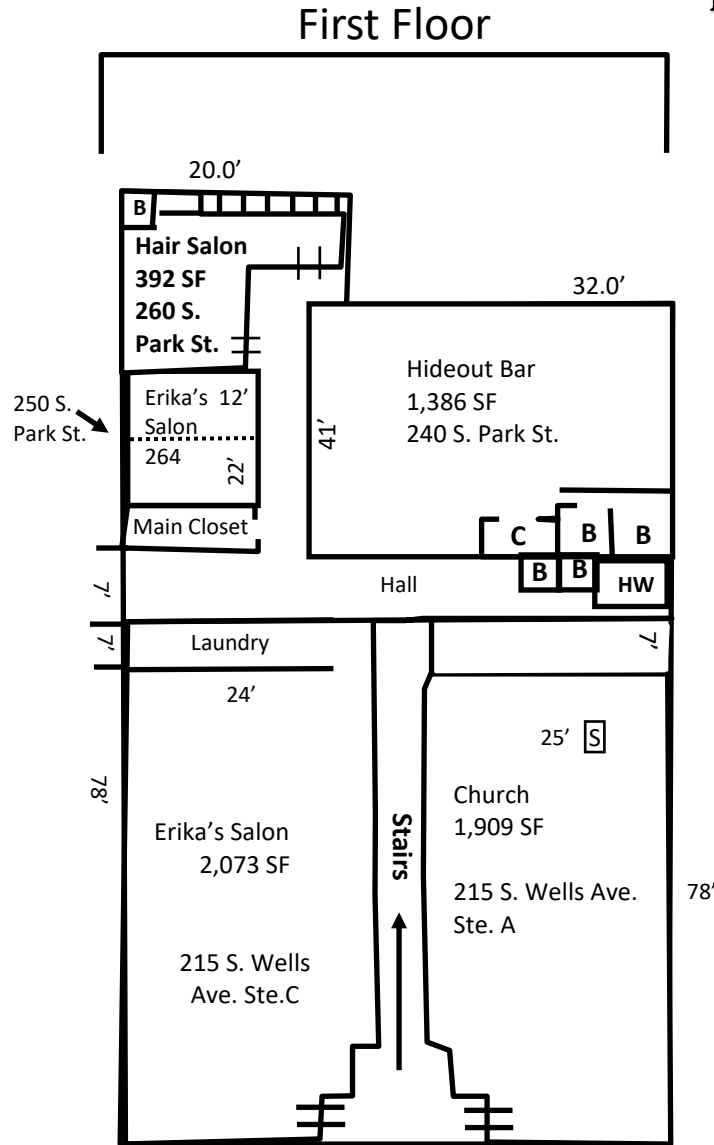 First Floor
20.0’
B
Hair Salon
392 SF
260 S.
Park St.
32.0’
Hideout Bar
1,386 SF
240 S. Park St.
41’
250 S.
Park St.
Erika’s 12’
Salon
264
22’
Main Closet
C
B
B
B
B
HW
Hall
7’
7’
Laundry
7’
24’
25’ S
78’
Stairs
Church
1,909 SF
Erika’s Salon
2,073 SF
215 S. Wells Ave.
Ste. A
78’
215 S. Wells
Ave. Ste.C